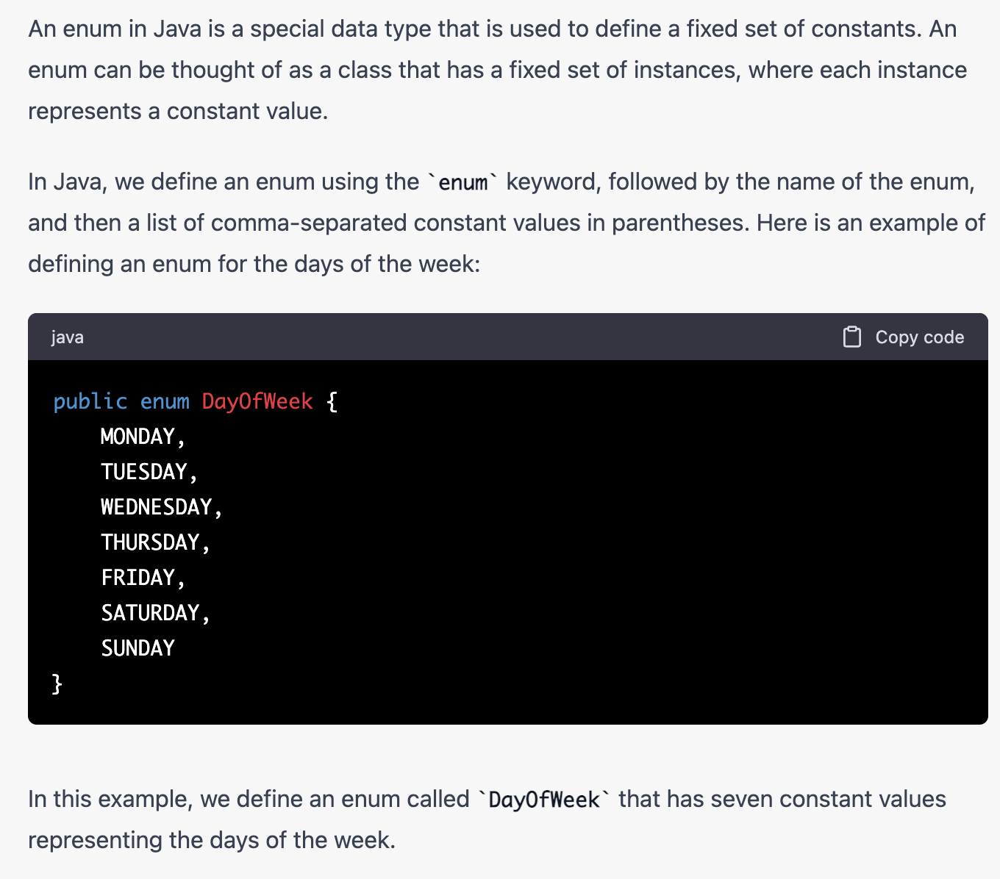 An enum in Java is a special data type that is used to define a fixed set of constants. An
enum can be thought of as a class that has a fixed set of instances, where each instance
represents a constant value.
In Java, we define an enum using the `enum` keyword, followed by the name of the enum,
and then a list of comma-separated constant values in parentheses. Here is an example of
defining an enum for the days of the week:
java Copy code
public enum DayOfWeek {
    MONDAY,
    TUESDAY,
    WEDNESDAY,
    THURSDAY,
    FRIDAY,
    SATURDAY,
    SUNDAY
}
In this example, we define an enum called `DayOfWeek` that has seven constant values
representing the days of the week.